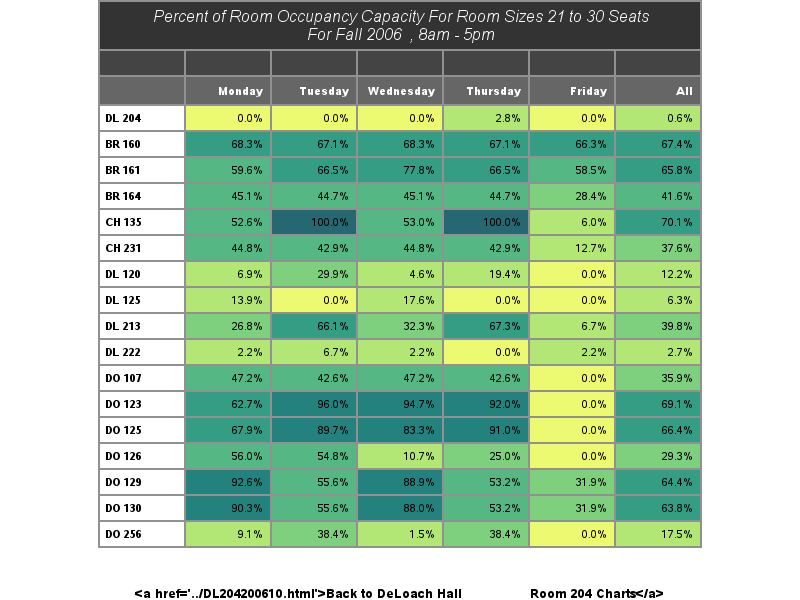 Percent of Room Occupancy Capacity For Room Sizes 21 to 30 Seats
For Fall 2006 , 8am - 5pm
Monday Tuesday Wednesday Thursday Friday All
DL 204 0.0% 0.0% 0.0% 2.8% 0.0% 0.6%
BR 160 68.3% 67.1% 68.3% 67.1% 66.3% 67.4%
BR 161 59.6% 66.5% 77.8% 66.5% 58.5% 65.8%
BR 164 45.1% 44.7% 45.1% 44.7% 28.4% 41.6%
CH 135 52.6% 100.0% 53.0% 100.0% 6.0% 70.1%
CH 231 44.8% 42.9% 44.8% 42.9% 12.7% 37.6%
DL 120 6.9% 29.9% 4.6% 19.4% 0.0% 12.2%
DL 125 13.9% 0.0% 17.6% 0.0% 0.0% 6.3%
DL 213 26.8% 66.1% 32.3% 67.3% 6.7% 39.8%
DL 222 2.2% 6.7% 2.2% 0.0% 2.2% 2.7%
DO 107 47.2% 42.6% 47.2% 42.6% 0.0% 35.9%
DO 123 62.7% 96.0% 94.7% 92.0% 0.0% 69.1%
DO 125 67.9% 89.7% 83.3% 91.0% 0.0% 66.4%
DO 126 56.0% 54.8% 10.7% 25.0% 0.0% 29.3%
DO 129 92.6% 55.6% 88.9% 53.2% 31.9% 64.4%
DO 130 90.3% 55.6% 88.0% 53.2% 31.9% 63.8%
DO 256 9.1% 38.4% 1.5% 38.4% 0.0% 17.5%
<a href='../DL204200610.html'>Back to DeLoach Hall Room 204 Charts</a>